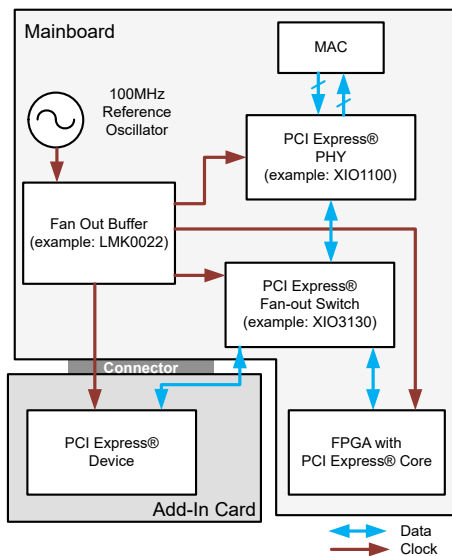 Mainboard
MAC
100MHz
Reference
Oscillator
PCI Express®
PHY
(example: XIO1100)
Fan Out Buffer
(example: LMK0022)
PCI Express®
Fan-out Switch
(example: XIO3130)
Connector
PCI Express®
Device
FPGA with
PCI Express® Core
Add-In Card
Data
Clock